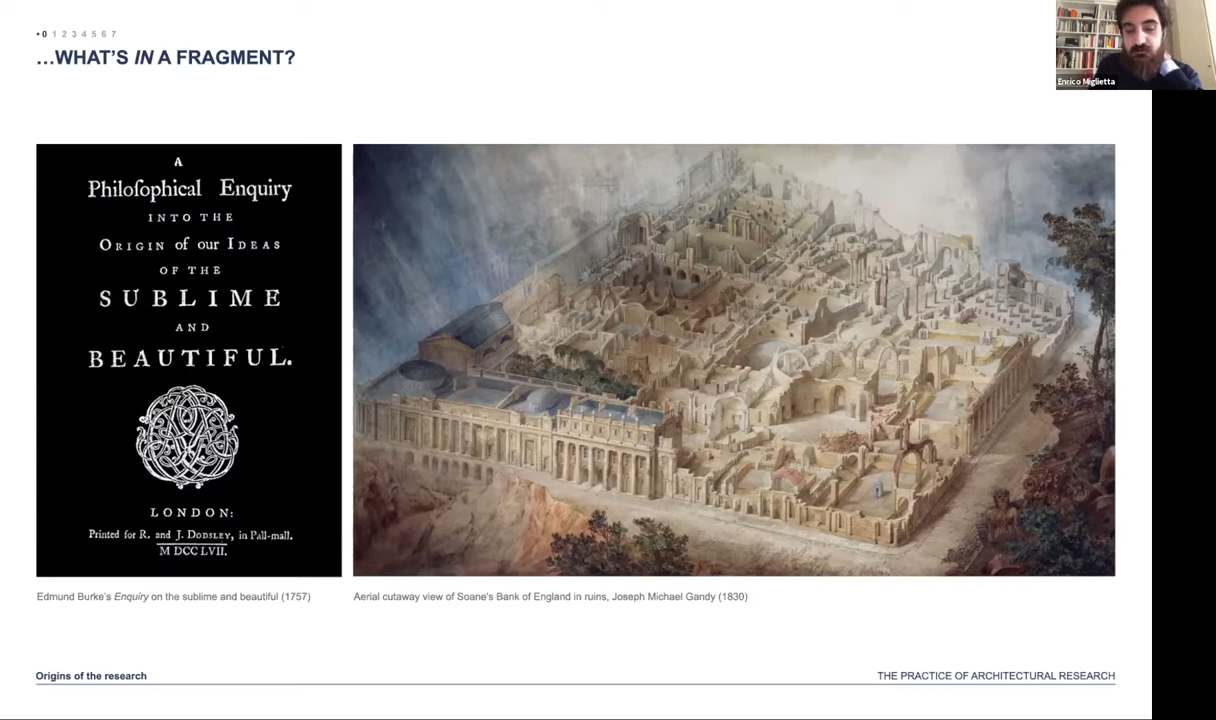 •0 1 2 3 4 5 6 7
…WHAT'S IN A FRAGMENT?
Enrico Miglietta
A
Philoſophical Enquiry
INTO THE
ORIGIN of our IDEAS
OF THE
SUBLIME
AND
BEAUTIFUL.
LONDON:
Printed for R. and J. DODSLEY, in Pall-mall.
M DCC LVII.
Edmund Burke's Enquiry on the sublime and beautiful (1757)
Aerial cutaway view of Soane's Bank of England in ruins, Joseph Michael Gandy (1830)
Origins of the research
THE PRACTICE OF ARCHITECTURAL RESEARCH